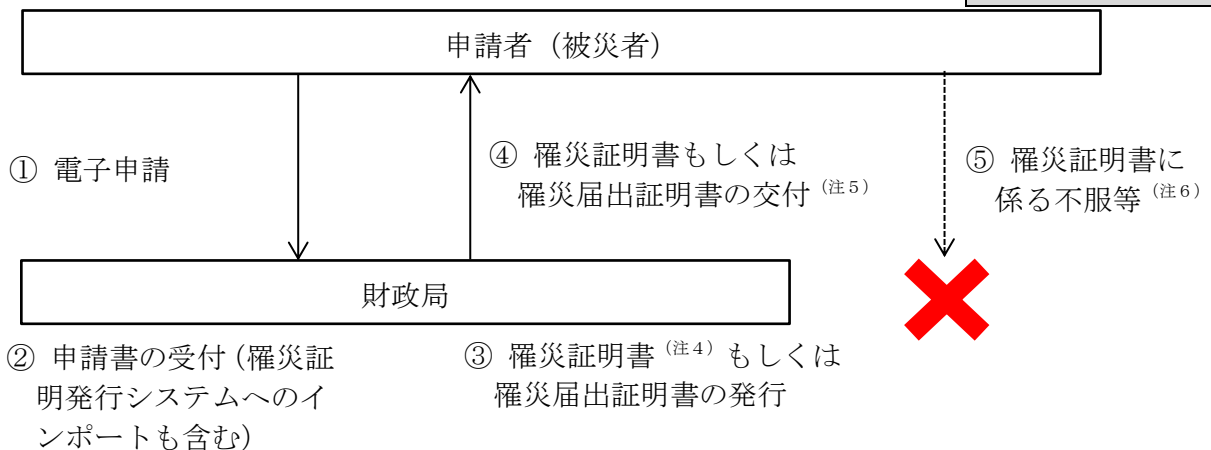 申請者（被災者）
① 電子申請
④ 罹災証明書もしくは
罹災届出証明書の交付（注５）
⑤ 罹災証明書に
係る不服等（注６）
財政局
② 申請書の受付（罹災証
明発行システムへのイ
ンポートも含む）
③ 罹災証明書（注４）もしくは
罹災届出証明書の発行